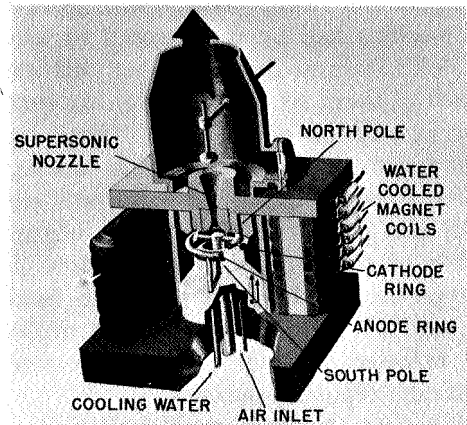 SUPERSONIC
NOZZLE
NORTH POLE
WATER
COOLED
MAGNET
COILS
CATHODE
RING
ANODE RING
SOUTH POLE
COOLING WATER
AIR INLET